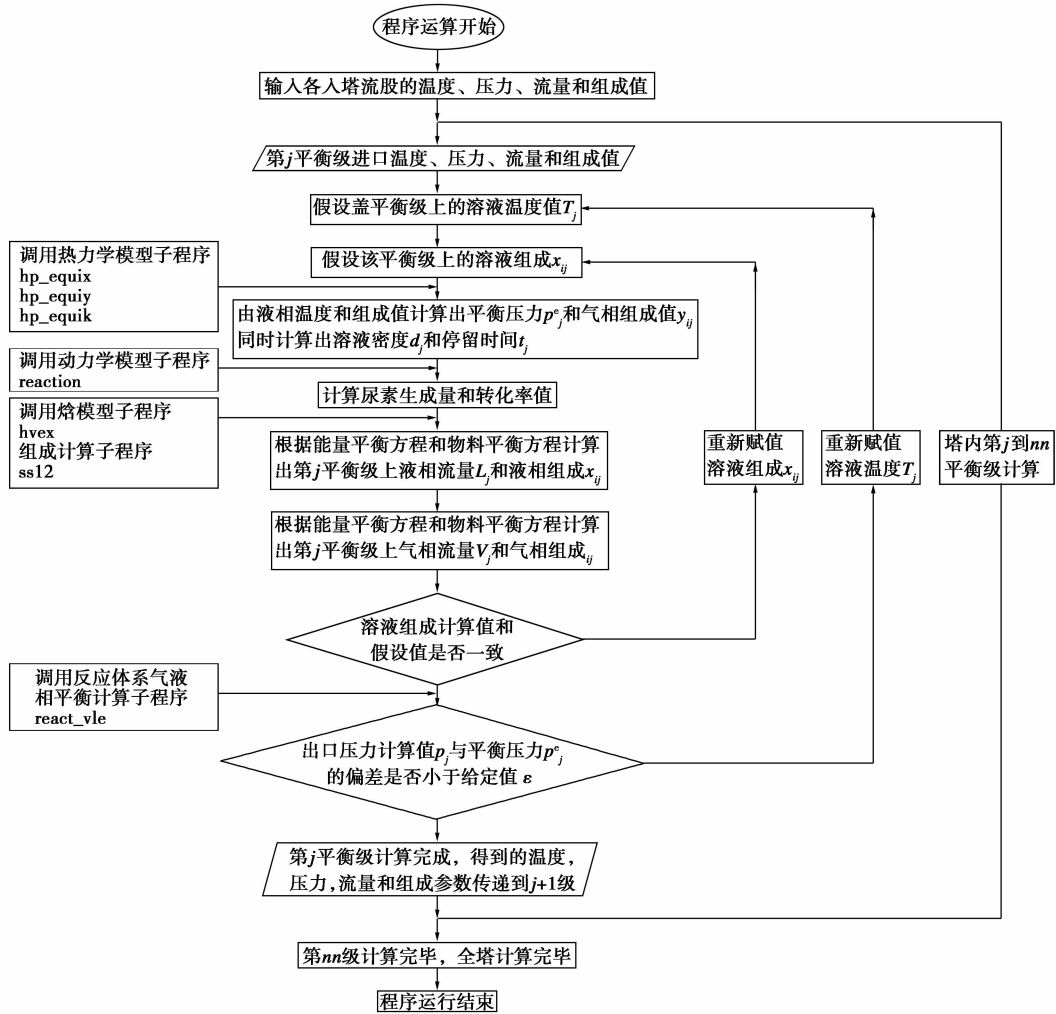 程序运算开始
输入各入塔流股的温度、压力、流量和组成值
第j平衡级进口温度、压力、流量和组成值
假设盖平衡级上的溶液温度值Tj
调用热力学模型子程序
hp_equix
hp_equiy
hp_equik
假设该平衡级上的溶液组成xij
由液相温度和组成值计算出平衡压力pej和气相组成值yij
同时计算出溶液密度dj和停留时间tj
调用动力学模型子程序
reaction
计算尿素生成量和转化率值
调用焓模型子程序
hvex
组成计算子程序
ss12
根据能量平衡方程和物料平衡方程计算
出第j平衡级上液相流量Lj和液相组成xij
重新赋值
溶液组成xij
重新赋值
溶液温度Tj
塔内第j到nn
平衡级计算
根据能量平衡方程和物料平衡方程计算
出第j平衡级上气相流量Vj和气相组成ij
溶液组成计算值和
假设值是否一致
调用反应体系气液
相平衡计算子程序
react_vle
出口压力计算值pj与平衡压力pej
的偏差是否小于给定值 ε
第j平衡级计算完成，得到的温度，
压力,流量和组成参数传递到j+1级
第nn级计算完毕，全塔计算完毕
程序运行结束